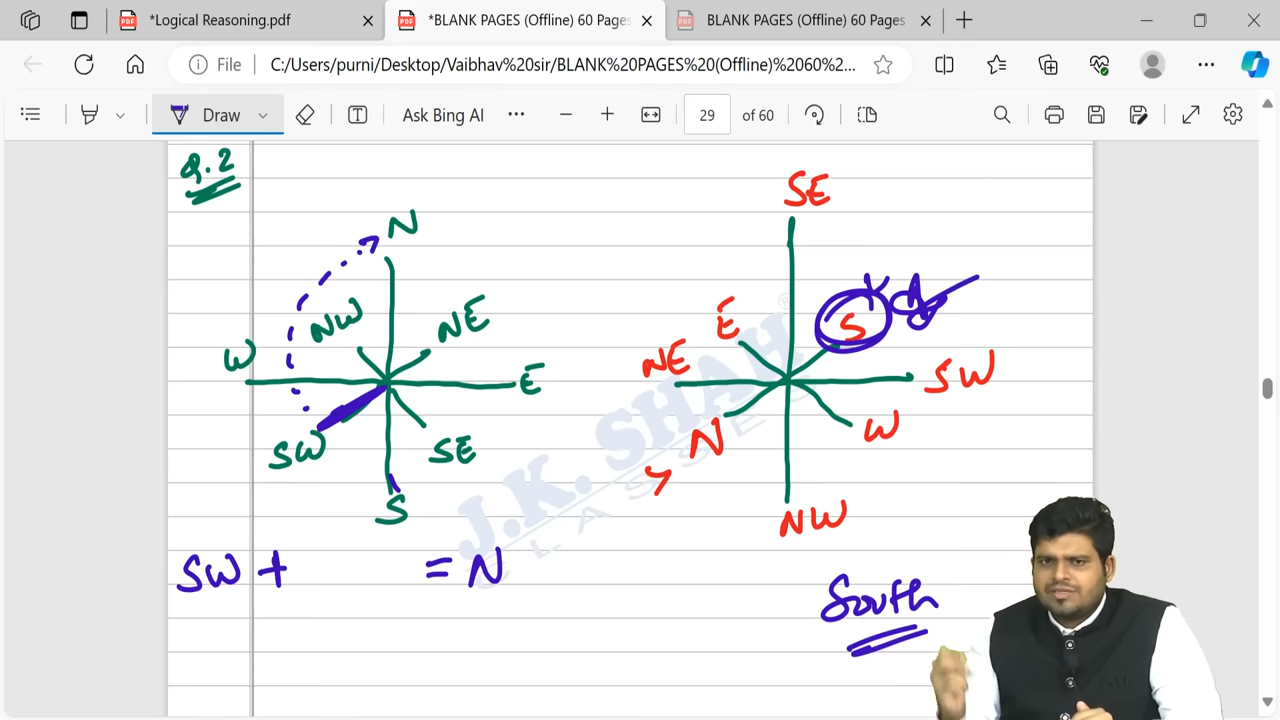 *Logical Reasoning.pdf
*BLANK PAGES (Offline) 60 Pages
BLANK PAGES (Offline) 60 Pages
File
C:/Users/purni/Desktop/Vaibhav%20sir/BLANK%20PAGES%20(Offline)%2060%2...
Draw
Ask Bing AI
29
of 60
Q.2
SE
N
NW
NE
E
S
W
NE
SW
E
SW
SE
N
W
S
NW
SW + = N
South
J.K. SHAH
CLASSES